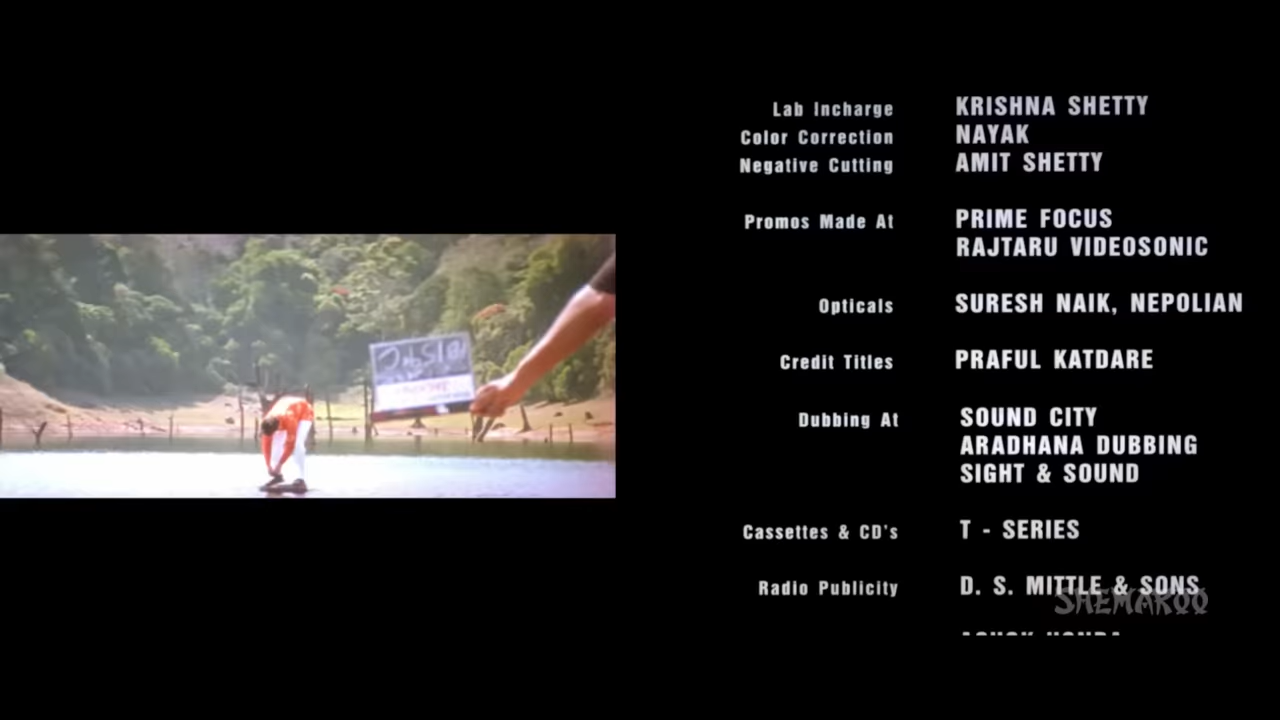 Lab Incharge KRISHNA SHETTY
Color Correction NAYAK
Negative Cutting AMIT SHETTY
Promos Made At PRIME FOCUS
RAJTARU VIDEOSONIC
Opticals SURESH NAIK, NEPOLIAN
Credit Titles PRAFUL KATDARE
Dubbing At SOUND CITY
ARADHANA DUBBING
SIGHT & SOUND
Cassettes & CD's T - SERIES
Radio Publicity D. S. MITTLE & SONS
SHEMAROO